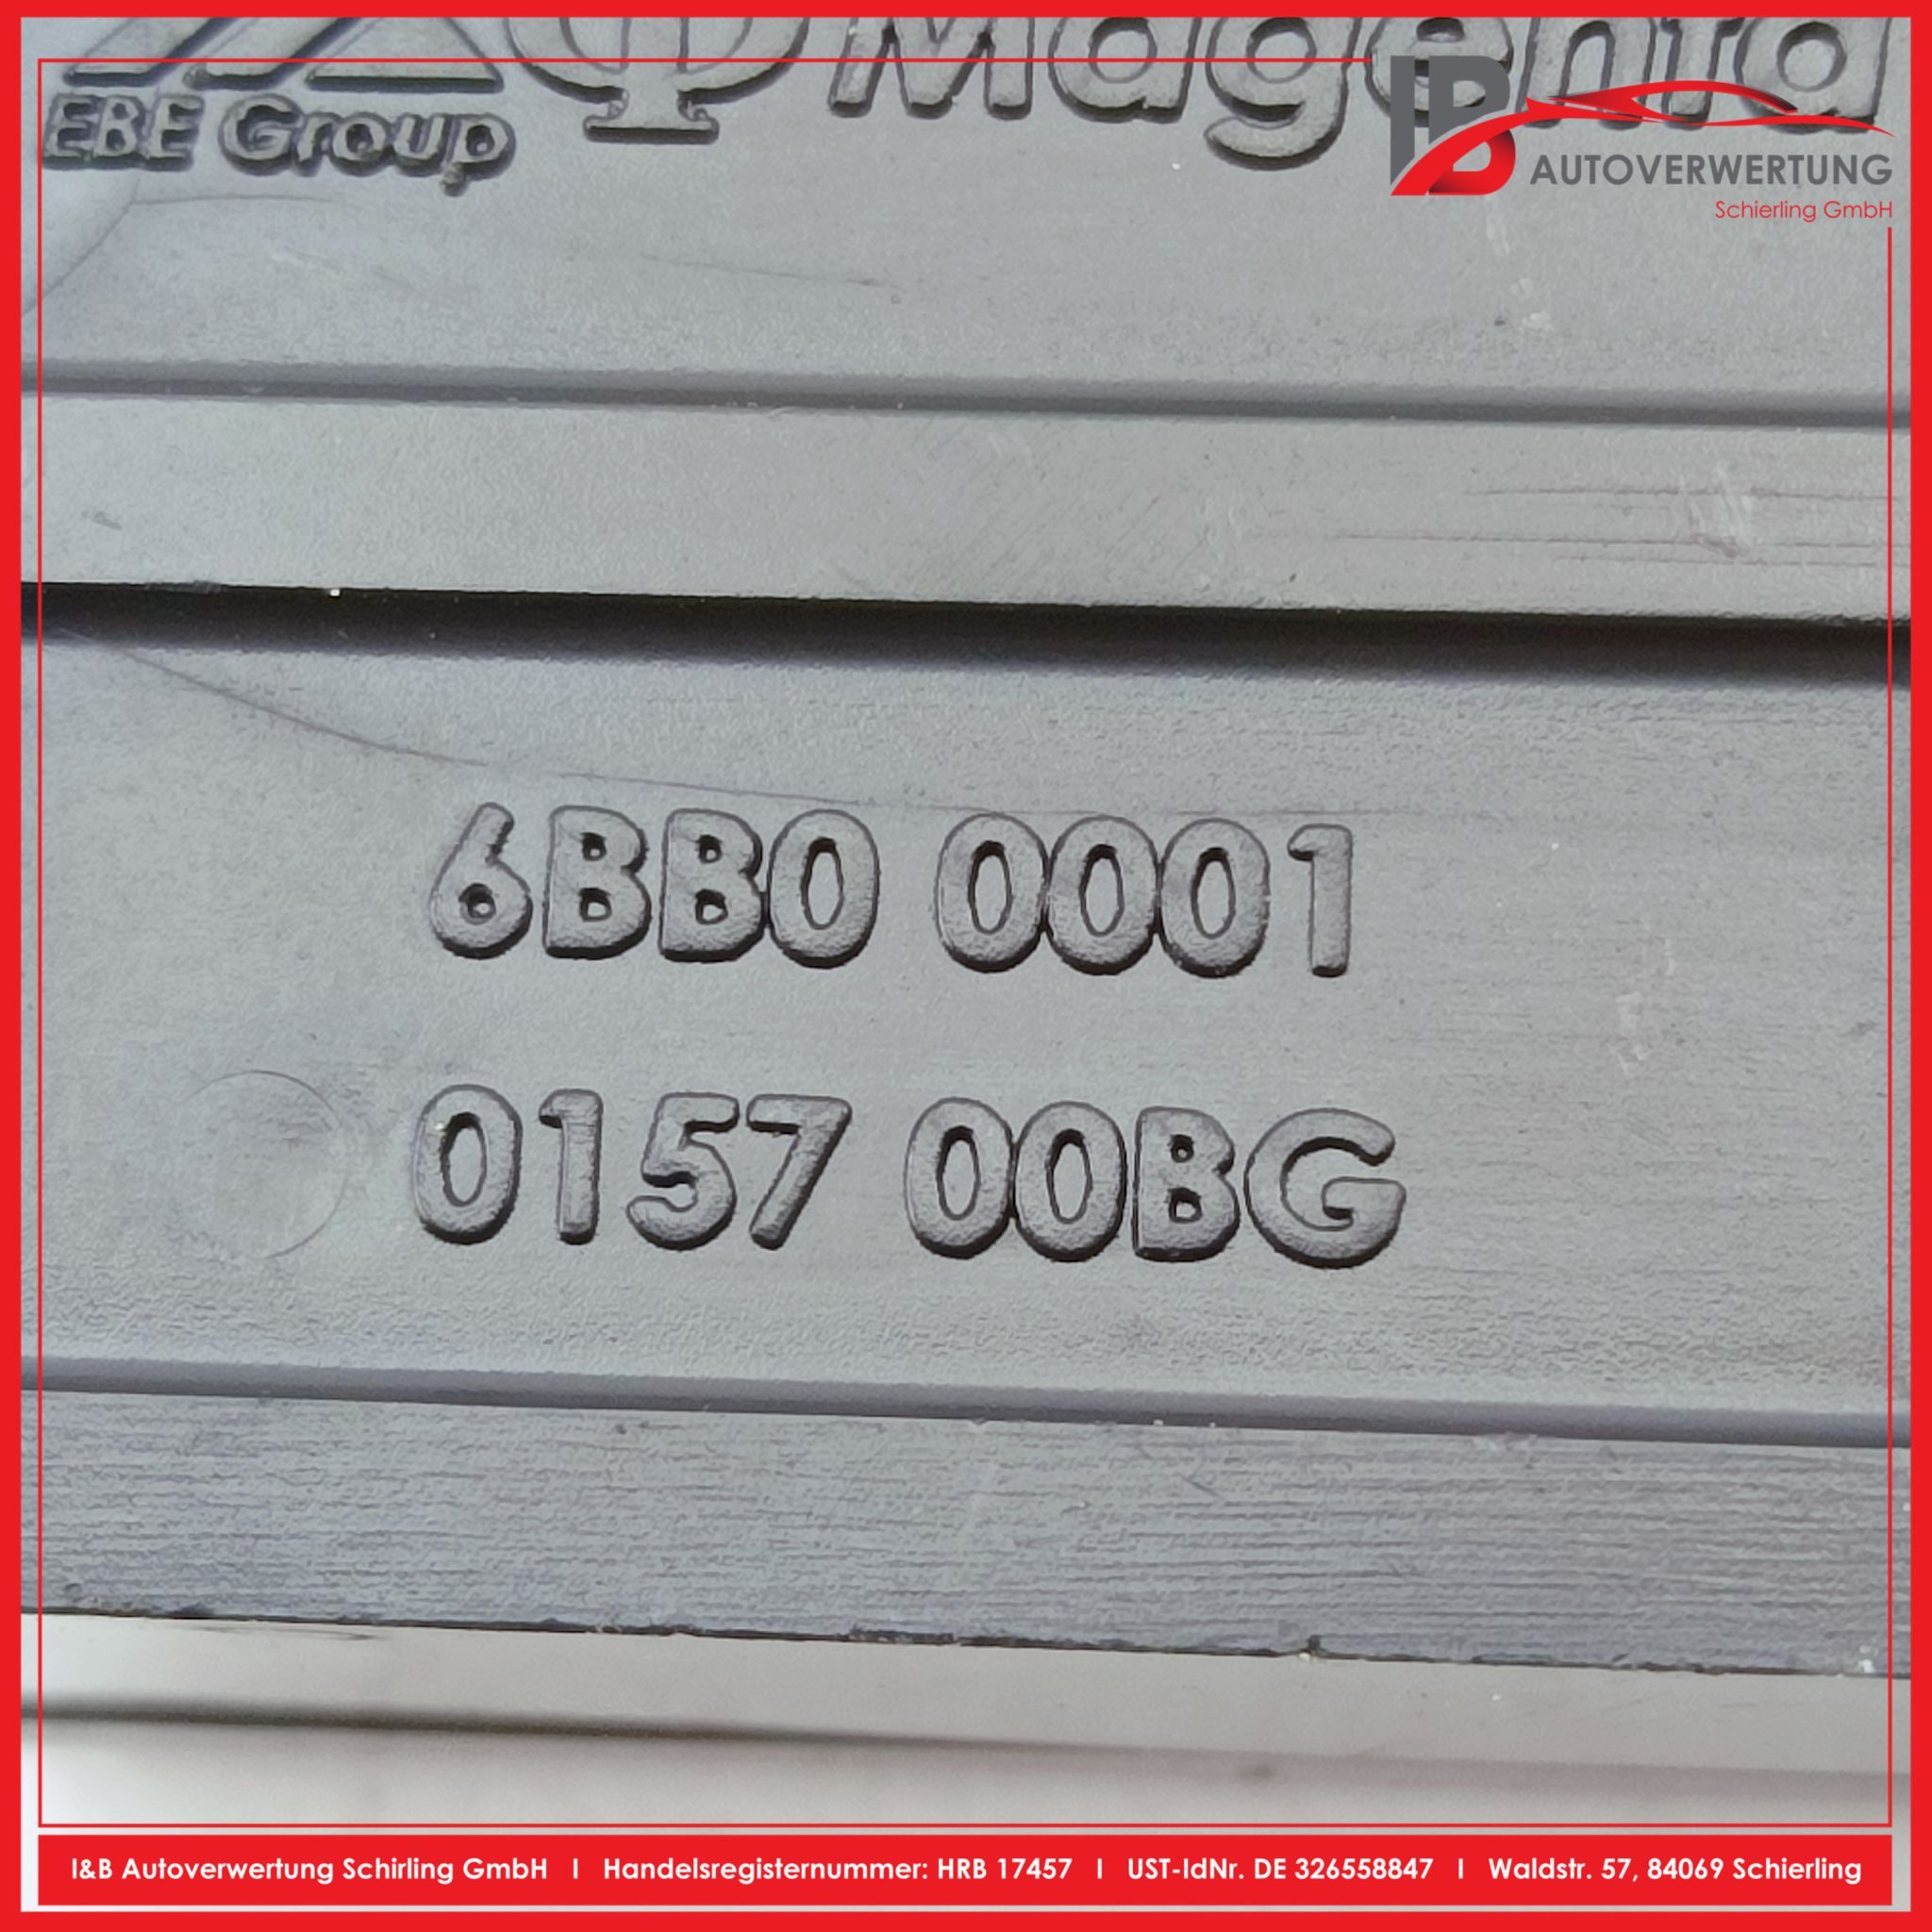 Magenta
EBE Group
IB
AUTOVERWERTUNG
Schierling GmbH
6BB0 0001
0157 00BG
I&B Autoverwertung Schirling GmbH I Handelsregisternummer: HRB 17457 I UST-IdNr. DE 326558847 I Waldstr. 57, 84069 Schierling